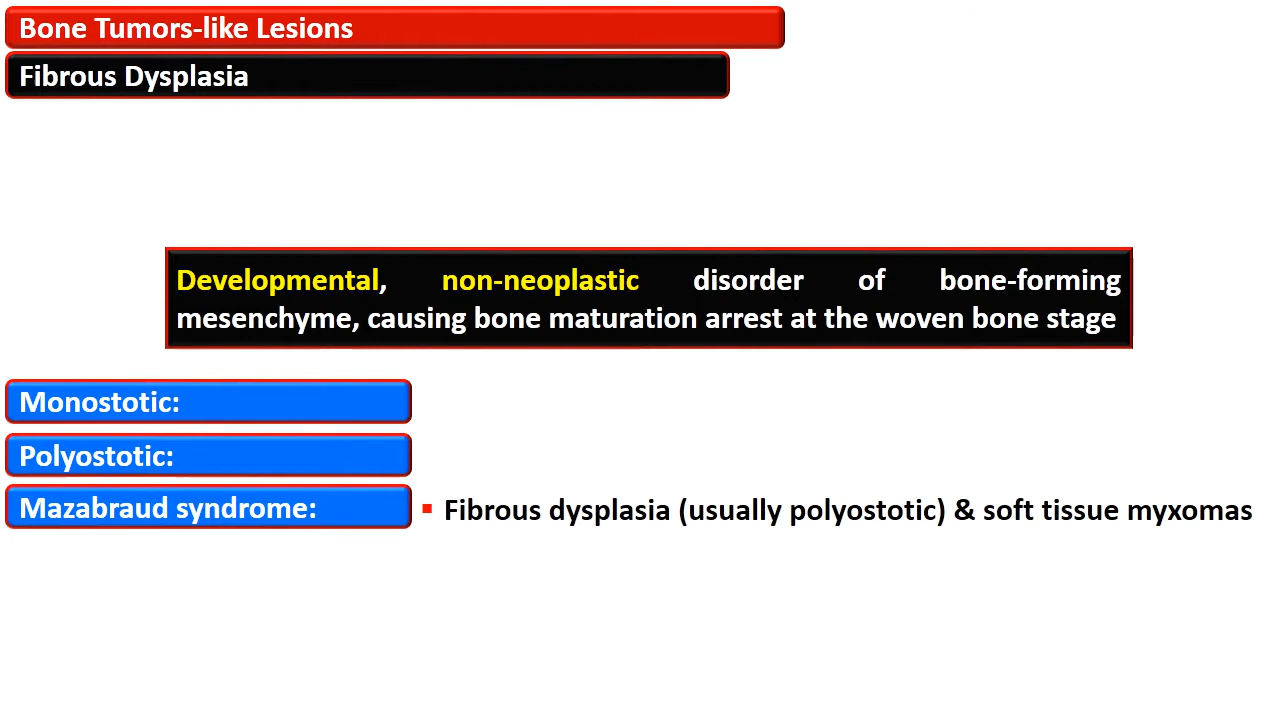 Bone Tumors-like Lesions
Fibrous Dysplasia
Developmental, non-neoplastic disorder of bone-forming
mesenchyme, causing bone maturation arrest at the woven bone stage
Monostotic:
Polyostotic:
Mazabraud syndrome:
▪ Fibrous dysplasia (usually polyostotic) & soft tissue myxomas